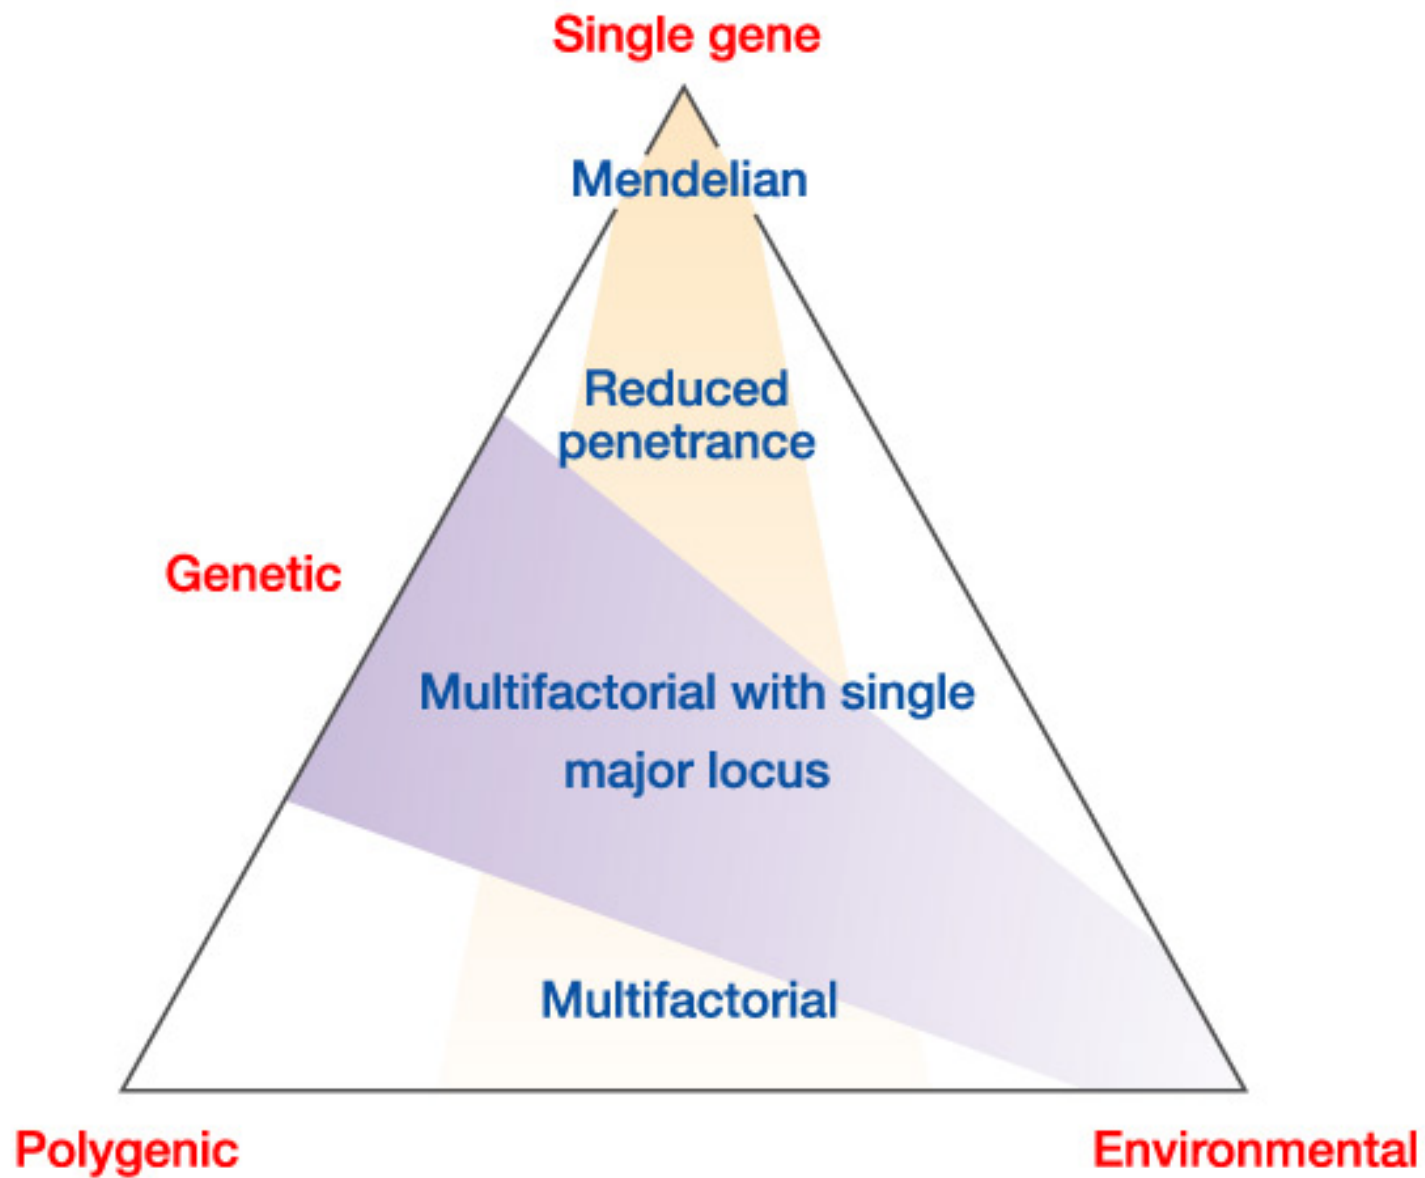 Single gene
Mendelian
Reduced
penetrance
Genetic
Multifactorial with single
major locus
Multifactorial
Polygenic
Environmental